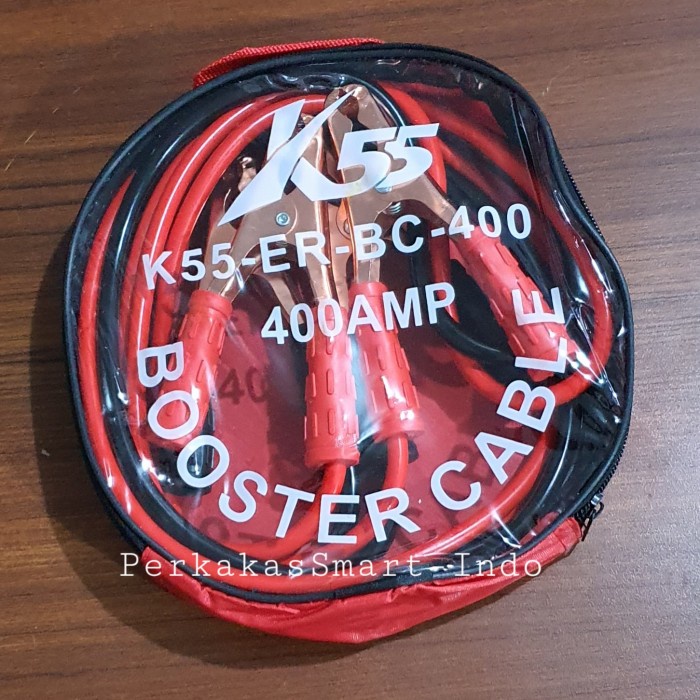 K55
K55-ER-BC-400
400AMP
BOOSTER CABLE
PerkakasSmart Indo